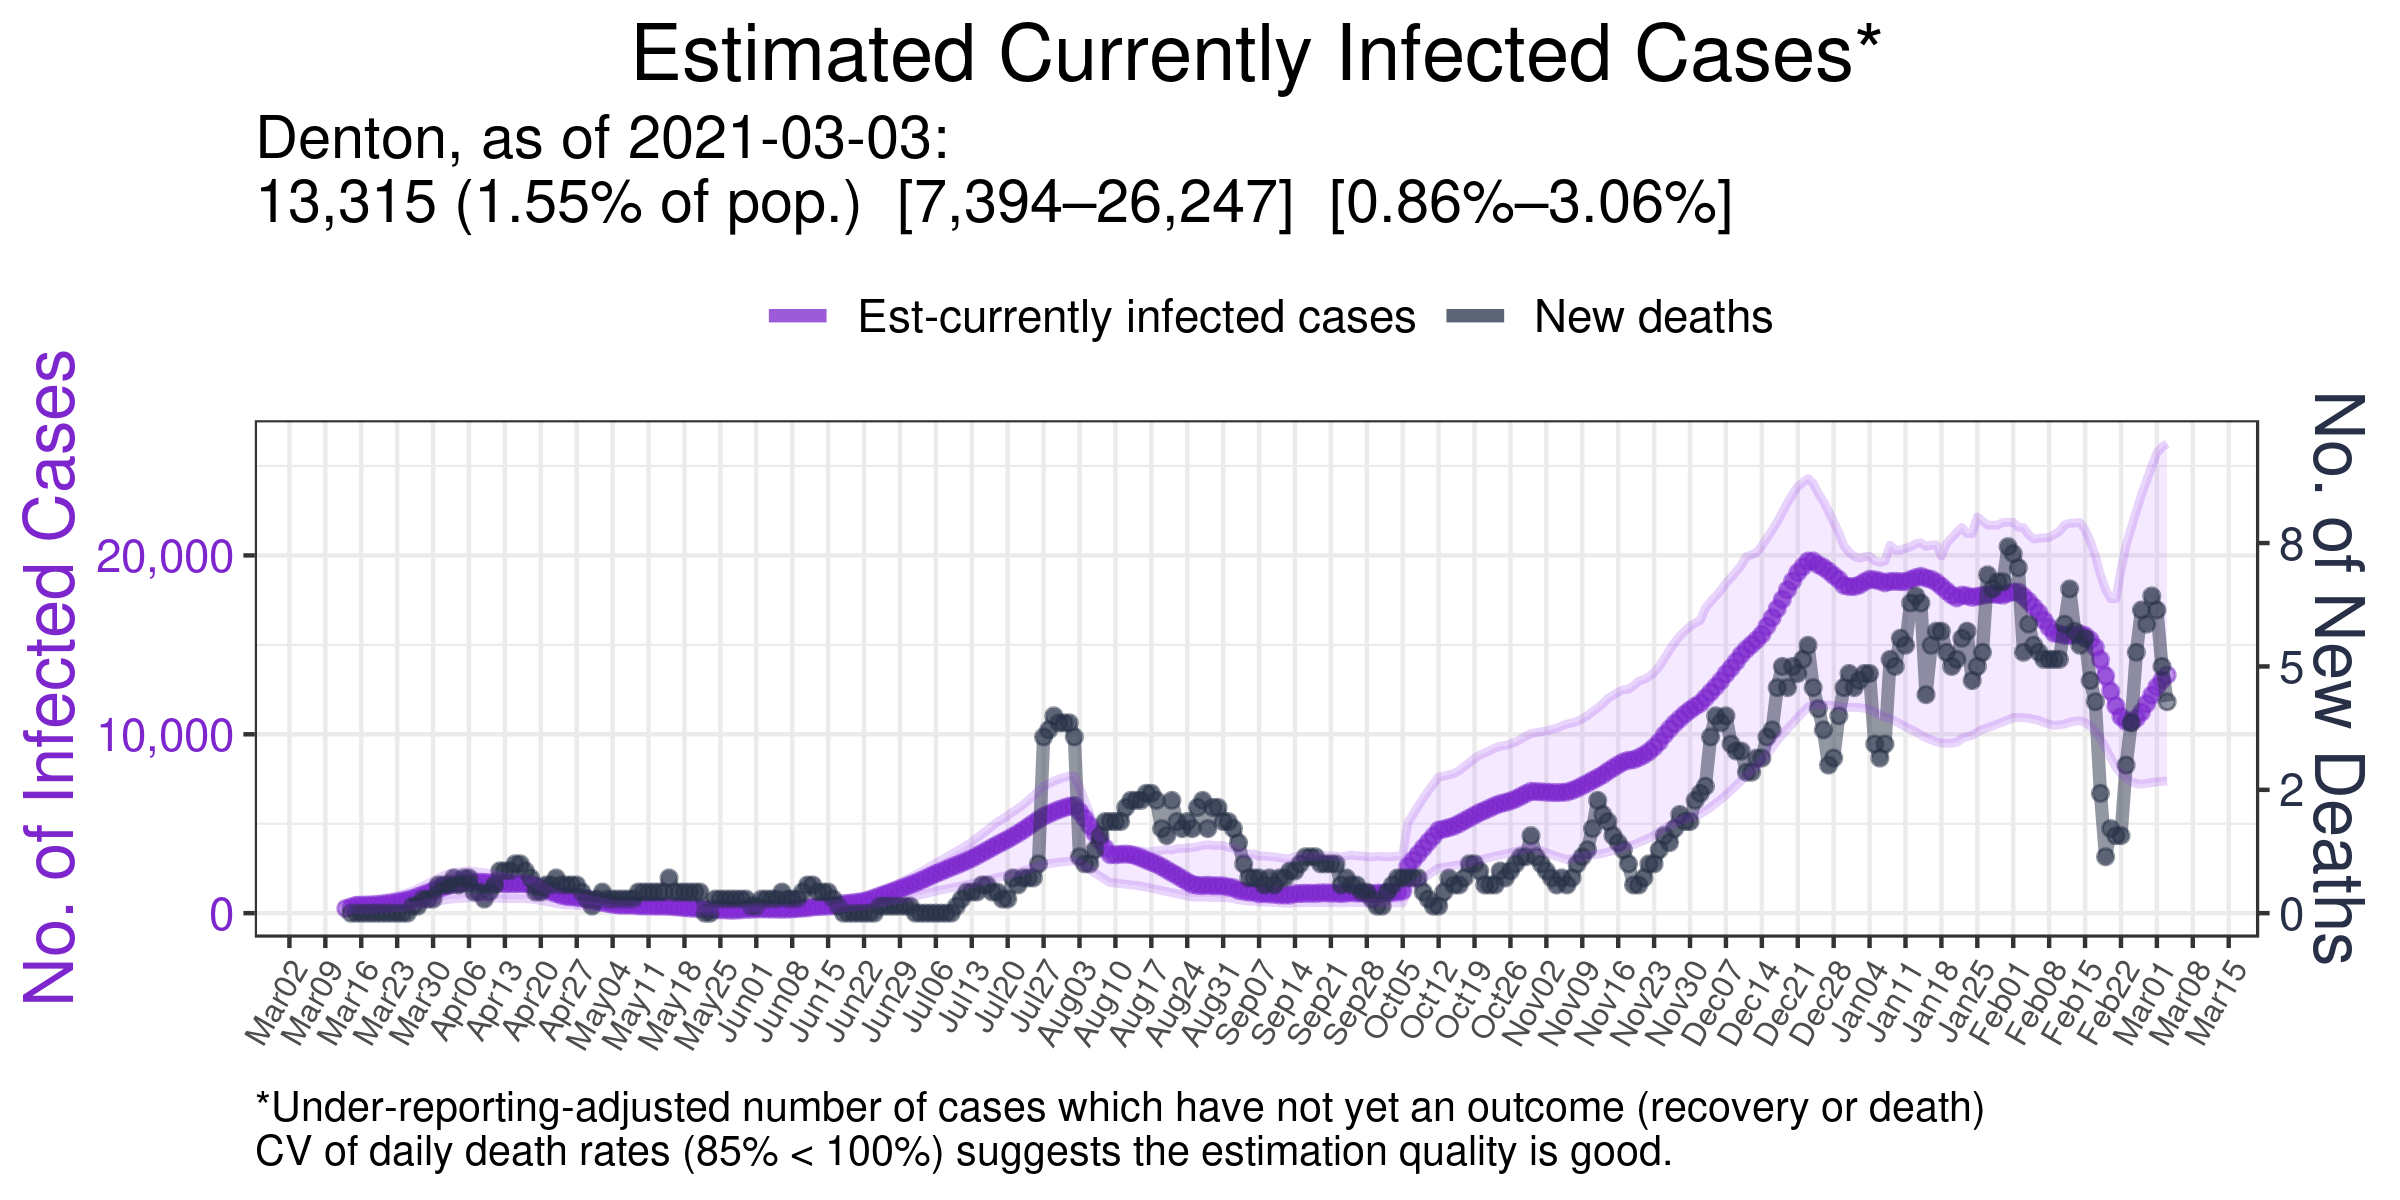 Estimated Currently Infected Cases*
Denton, as of 2021-03-03:
13,315 (1.55% of pop.) [7,394–26,247] [0.86%–3.06%]
Est-currently infected cases
New deaths
No. of Infected Cases
20,000
10,000
0
8
5
2
0
No. of New Deaths
Mar02
Mar09
Mar16
Mar23
Mar30
Apr06
Apr13
Apr20
Apr27
May04
May11
May18
May25
Jun01
Jun08
Jun15
Jun22
Jun29
Jul06
Jul13
Jul20
Jul27
Aug03
Aug10
Aug17
Aug24
Aug31
Sep07
Sep14
Sep21
Sep28
Oct05
Oct12
Oct19
Oct26
Nov02
Nov09
Nov16
Nov23
Nov30
Dec07
Dec14
Dec21
Dec28
Jan04
Jan11
Jan18
Jan25
Feb01
Feb08
Feb15
Feb22
Mar01
Mar08
Mar15
*Under-reporting-adjusted number of cases which have not yet an outcome (recovery or death)
CV of daily death rates (85% < 100%) suggests the estimation quality is good.